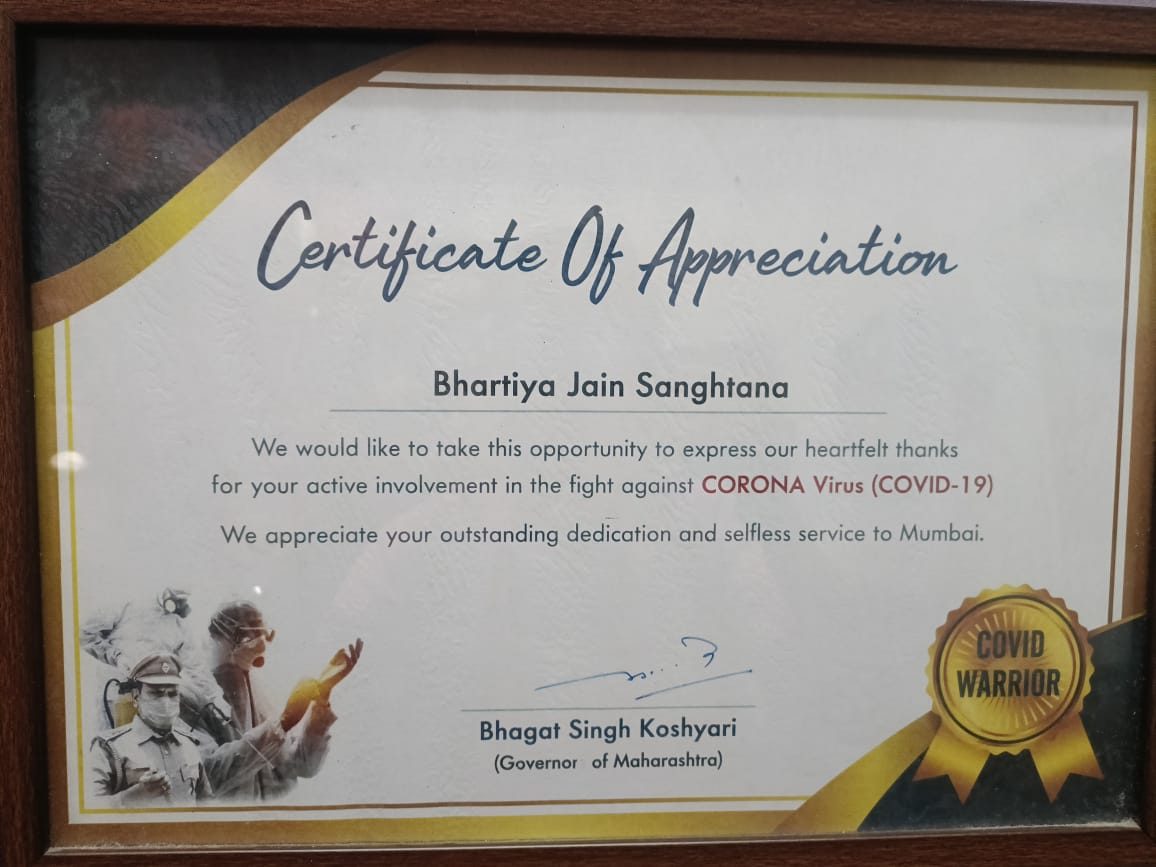 Certificate Of Appreciation
Bhartiya Jain Sanghtana
We would like to take this opportunity to express our heartfelt thanks
for your active involvement in the fight against CORONA Virus (COVID-19)
We appreciate your outstanding dedication and selfless service to Mumbai.
Bhagat Singh Koshyari
(Governor of Maharashtra)
COVID
WARRIOR